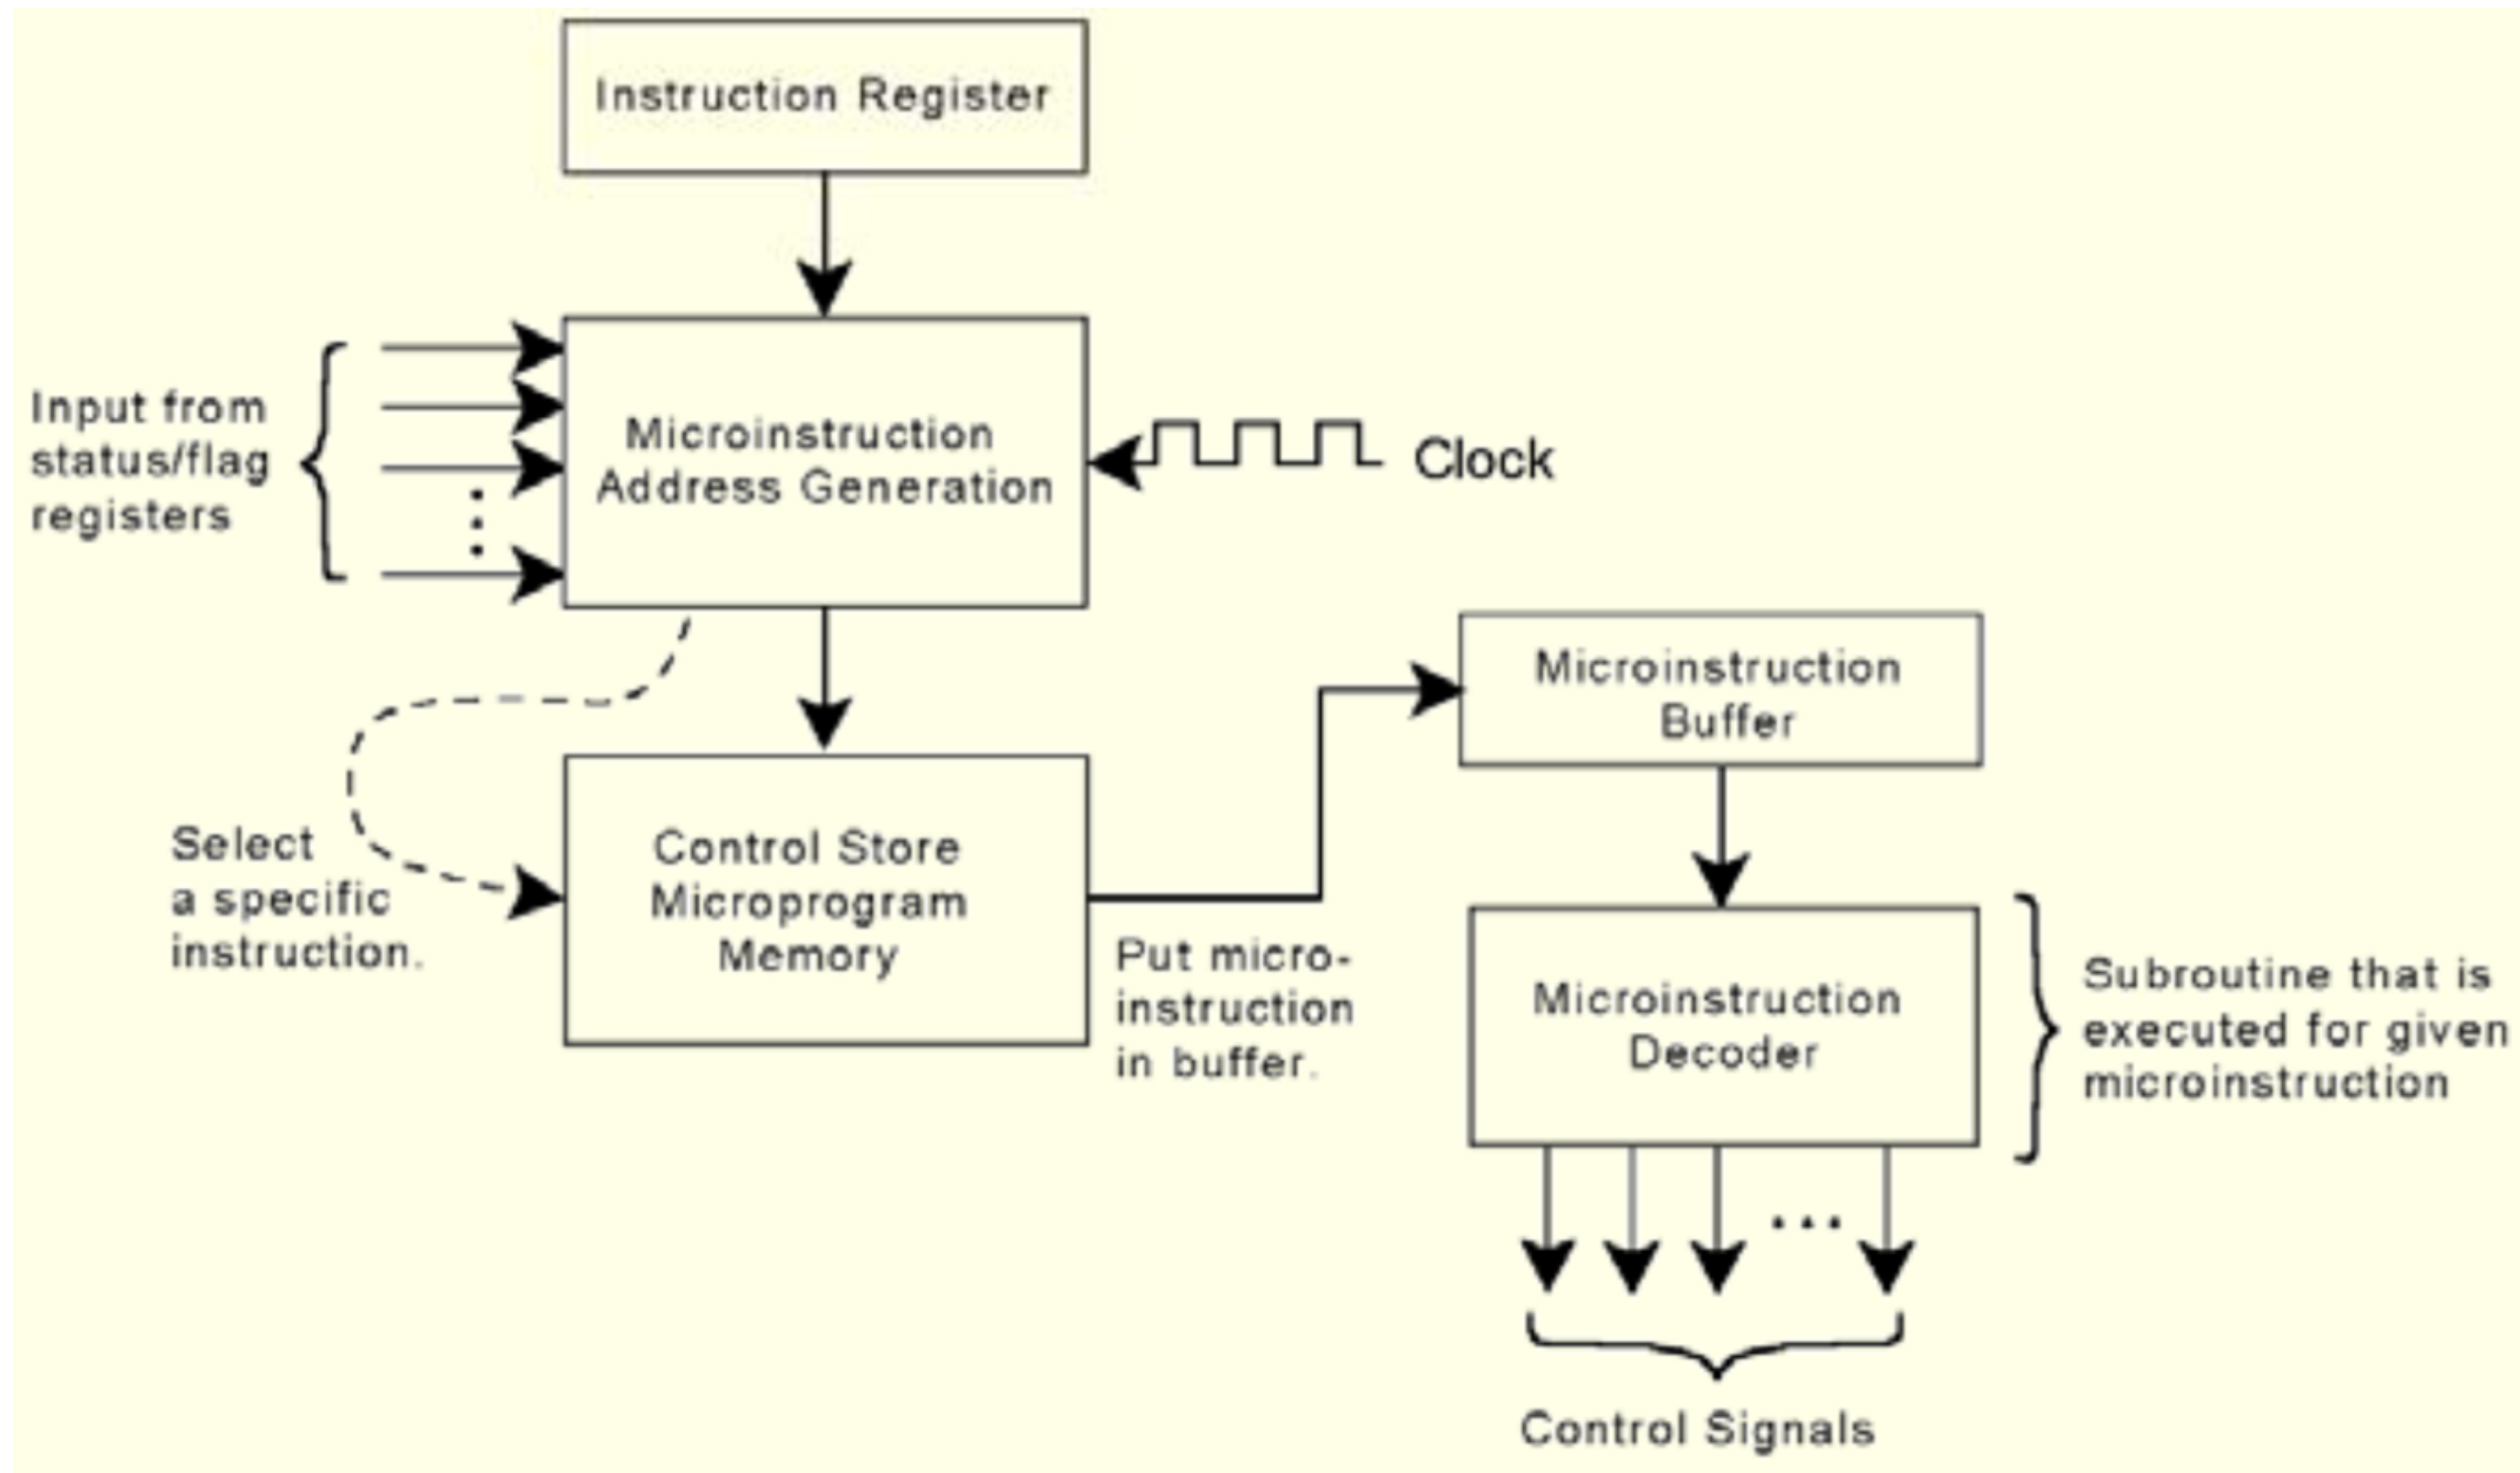 Instruction Register
Input from
status/flag
registers
Microinstruction
Address Generation
Clock
Select
a specific
instruction.
Control Store
Microprogram
Memory
Put micro-
instruction
in buffer.
Microinstruction
Buffer
Microinstruction
Decoder
Subroutine that is
executed for given
microinstruction
...
Control Signals